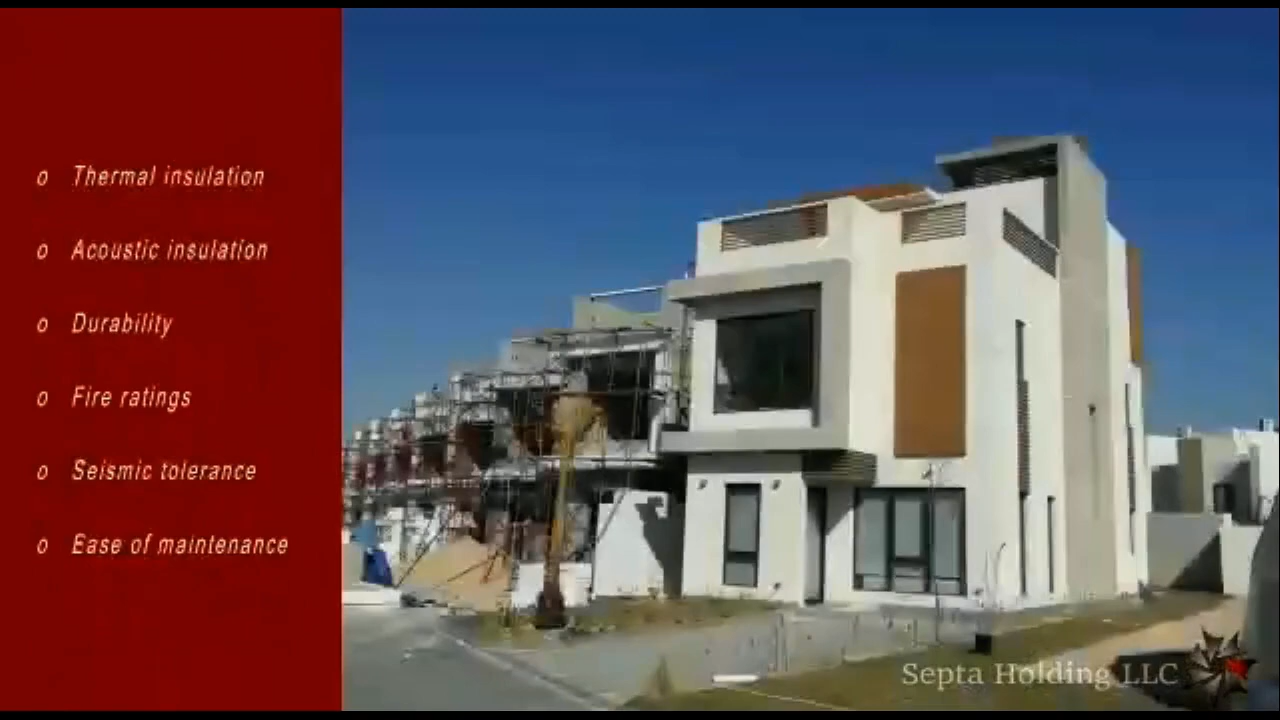 o Thermal insulation
o Acoustic insulation
o Durability
o Fire ratings
o Seismic tolerance
o Ease of maintenance
Septa Holding LLC